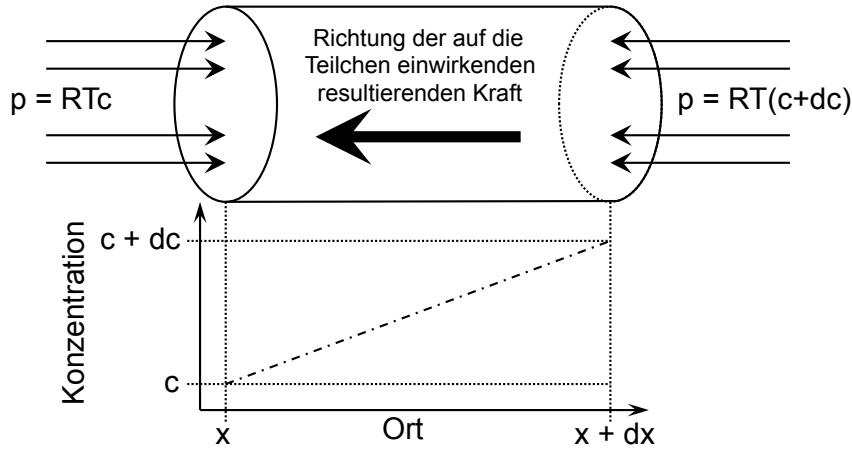 Richtung der auf die
Teilchen einwirkenden
resultierenden Kraft
p = RTc
p = RT(c+dc)
c + dc
Konzentration
c
x
Ort
x + dx